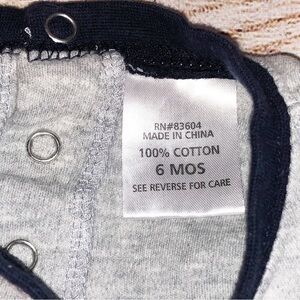 RN#83604
MADE IN CHINA
100% COTTON
6 MOS
SEE REVERSE FOR CARE